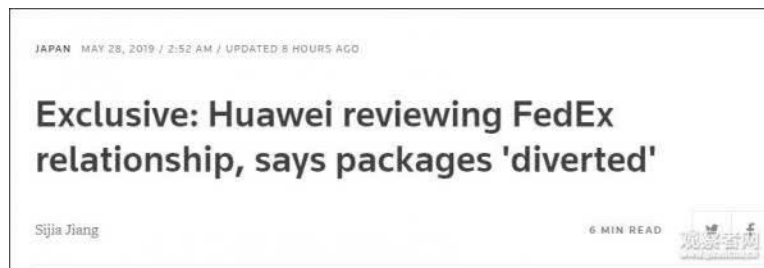 JAPAN MAY 28, 2019 / 2:52 AM / UPDATED 8 HOURS AGO
Exclusive: Huawei reviewing FedEx
relationship, says packages 'diverted'
Sijia Jiang 6 MIN READ
观察者网